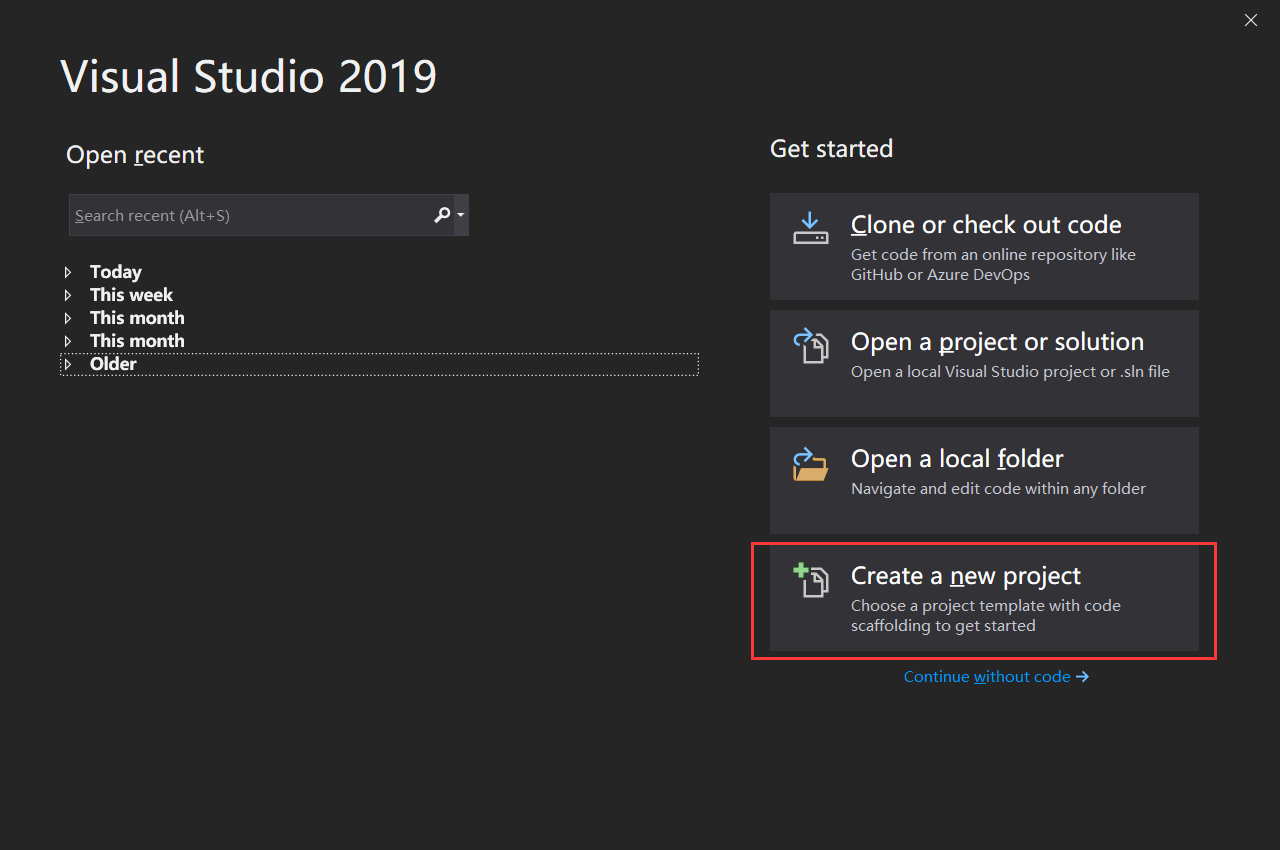 Visual Studio 2019
Open recent
Search recent (Alt+S)
Today
This week
This month
This month
Older
Get started
Clone or check out code
Get code from an online repository like
GitHub or Azure DevOps
Open a project or solution
Open a local Visual Studio project or .sln file
Open a local folder
Navigate and edit code within any folder
Create a new project
Choose a project template with code
scaffolding to get started
Continue without code